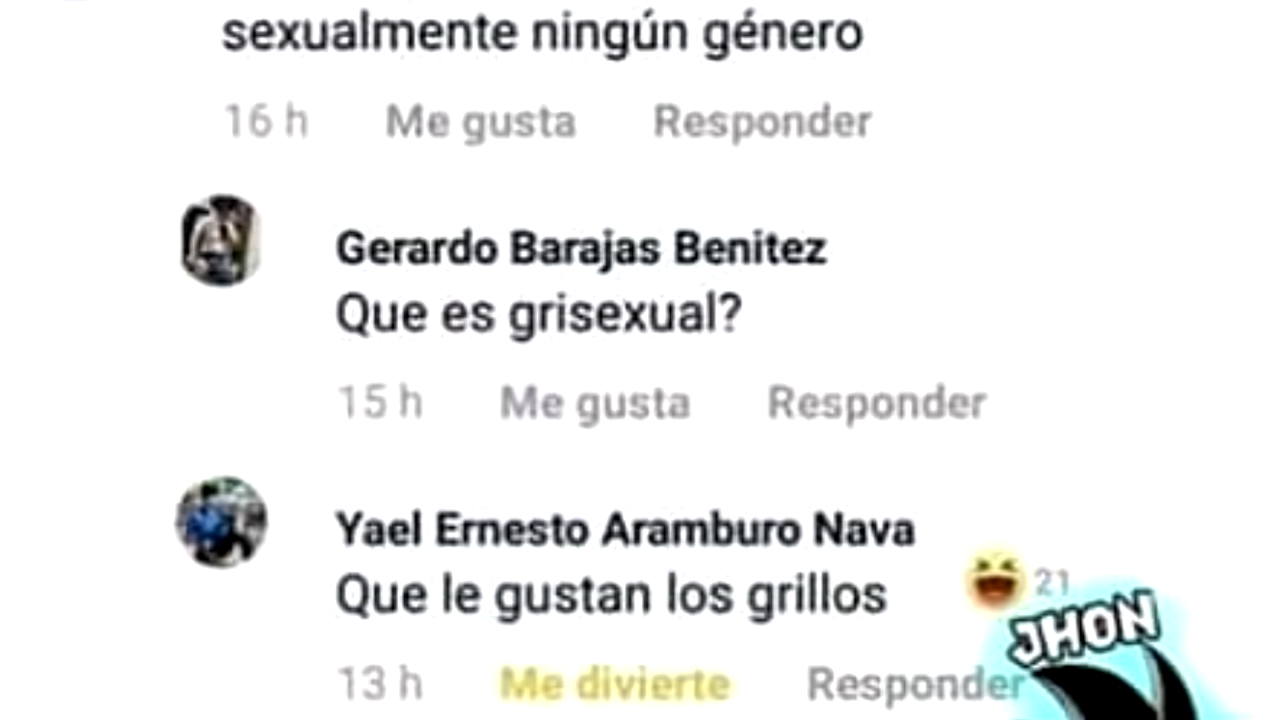 sexualmente ningún género
16 h Me gusta Responder
Gerardo Barajas Benitez
Que es grisexual?
15 h Me gusta Responder
Yael Ernesto Aramburo Nava
Que le gustan los grillos
21
JHON
13 h Me divierte Responder